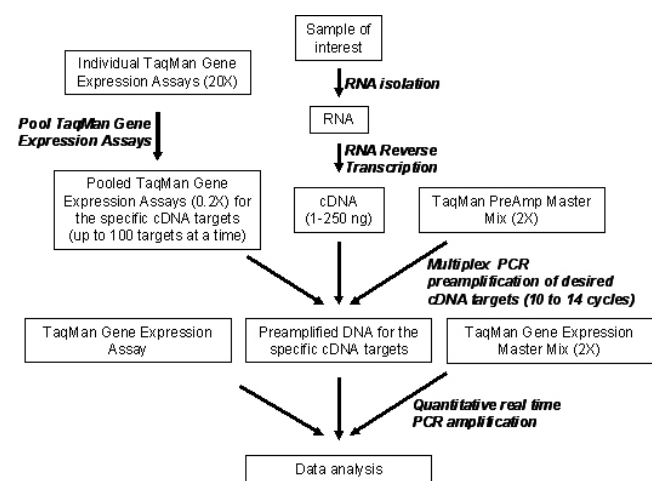 Sample of
interest
Individual TaqMan Gene
Expression Assays (20X)
RNA isolation
Pool TaqMan Gene
Expression Assays
RNA
RNA Reverse
Transcription
Pooled TaqMan Gene
Expression Assays (0.2X) for
the specific cDNA targets
(up to 100 targets at a time)
cDNA
(1-250 ng)
TaqMan PreAmp Master
Mix (2X)
Multiplex PCR
preamplification of desired
cDNA targets (10 to 14 cycles)
TaqMan Gene Expression
Assay
Preamplified DNA for the
specific cDNA targets
TaqMan Gene Expression
Master Mix (2X)
Quantitative real time
PCR amplification
Data analysis